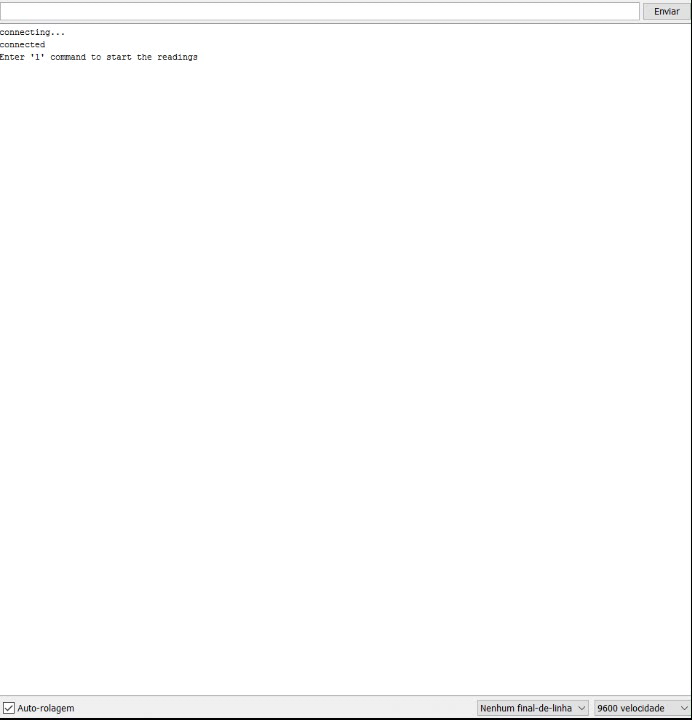 Enviar
connecting...
connected
Enter '1' command to start the readings
Auto-rolagem
Nenhum final-de-linha
9600 velocidade